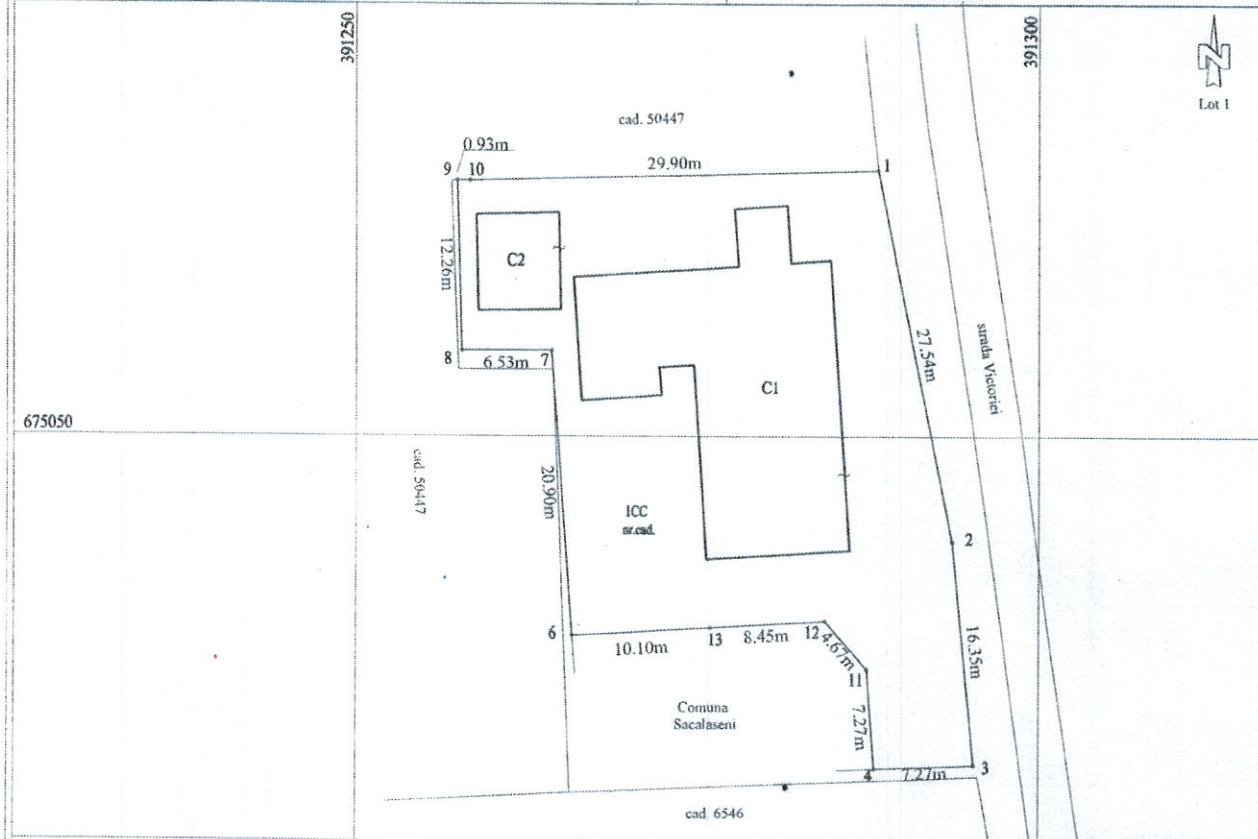 391250
391300
N
Lot 1
cad. 50447
0.93m
9 10
29.90m
1
C2
12.26m
8
6.53m
7
C1
27.54m
strada Victoriei
675050
cad. 50447
20.90m
ICC
nr.cad.
2
6
10.10m
13
8.45m
12
4.67m
11
16.35m
Comuna
Sacalaseni
7.27m
4
7.27m
3
cad. 6546